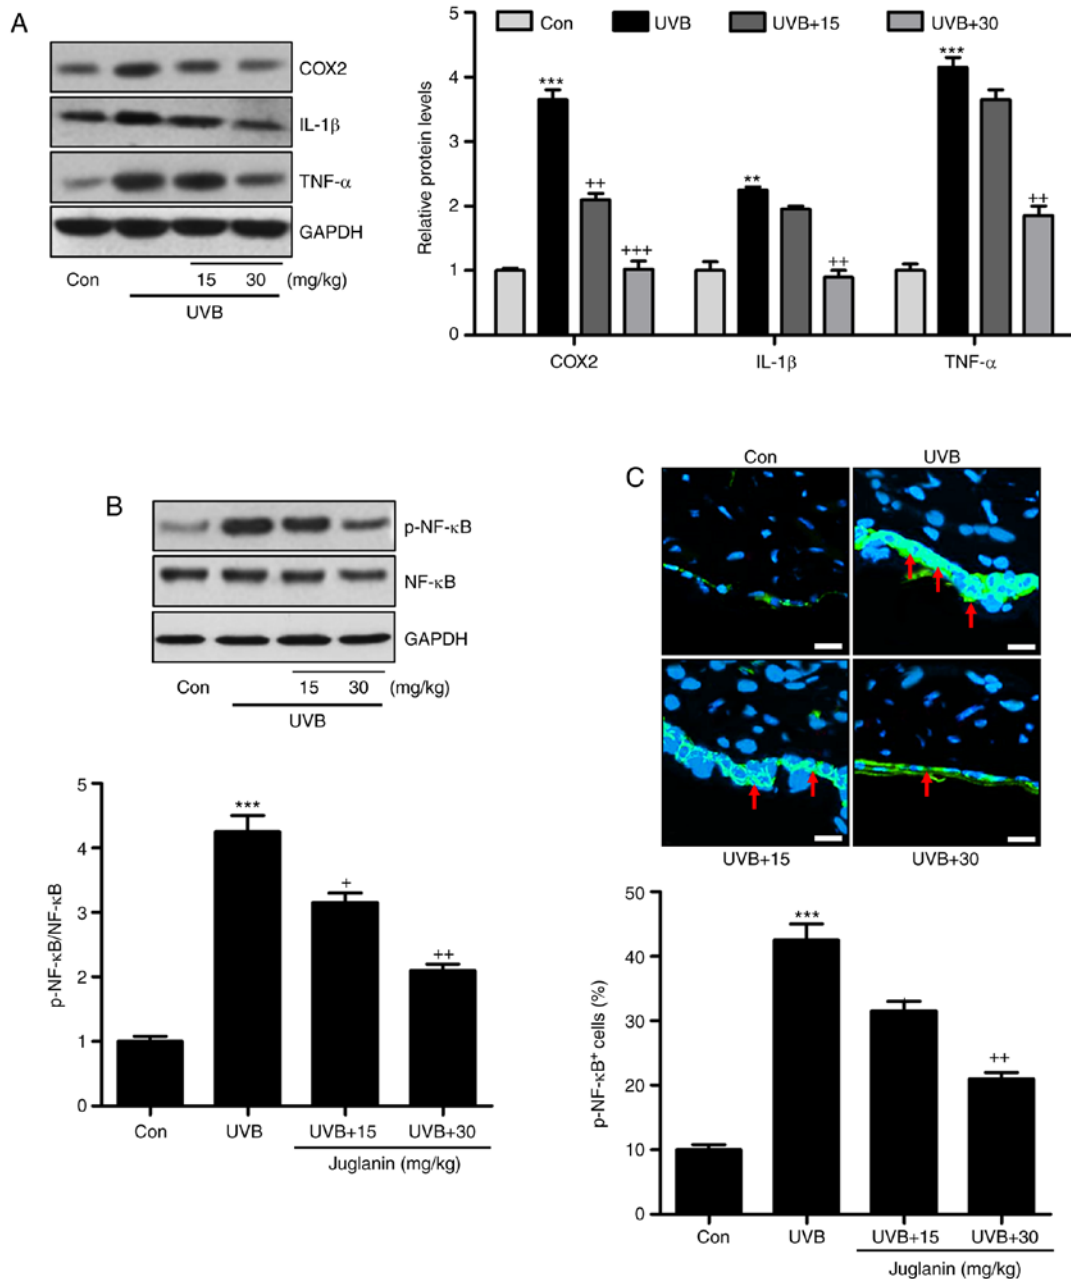 A
COX2
IL-1β
TNF-α
GAPDH
Con 15 30 (mg/kg)
UVB
Con UVB UVB+15 UVB+30
Relative protein levels
5
4
3
2
1
0
***
++
+++
**
++
***
++
COX2 IL-1β TNF-α
B
p-NF-κB
NF-κB
GAPDH
Con 15 30 (mg/kg)
UVB
p-NF-κB/NF-κB
5
4
3
2
1
0
***
+
++
Con UVB UVB+15 UVB+30
Juglanin (mg/kg)
C
Con UVB
UVB+15 UVB+30
p-NF-κB⁺ cells (%)
50
40
30
20
10
0
***
++
Con UVB UVB+15 UVB+30
Juglanin (mg/kg)